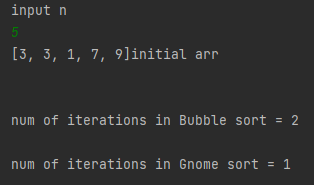 input n
5
[3, 3, 1, 7, 9]initial arr
num of iterations in Bubble sort = 2
num of iterations in Gnome sort = 1